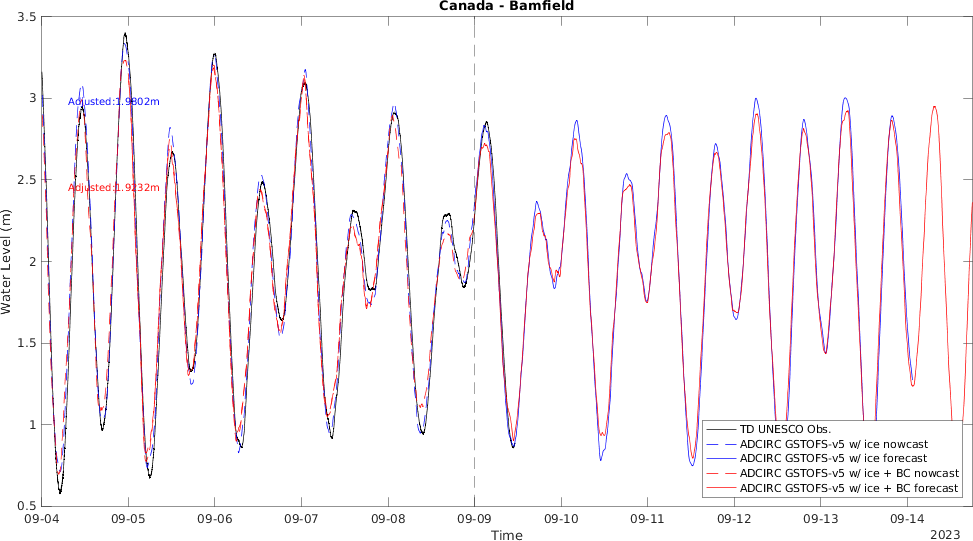 Canada - Bamfield
3.5
3
2.5
2
1.5
1
0.5
Water Level (m)
Adjusted:1.9802m
Adjusted:1.9232m
TD UNESCO Obs.
ADCIRC GSTOFS-v5 w/ ice nowcast
ADCIRC GSTOFS-v5 w/ ice forecast
ADCIRC GSTOFS-v5 w/ ice + BC nowcast
ADCIRC GSTOFS-v5 w/ ice + BC forecast
09-04 09-05 09-06 09-07 09-08 09-09 09-10 09-11 09-12 09-13 09-14
Time
2023